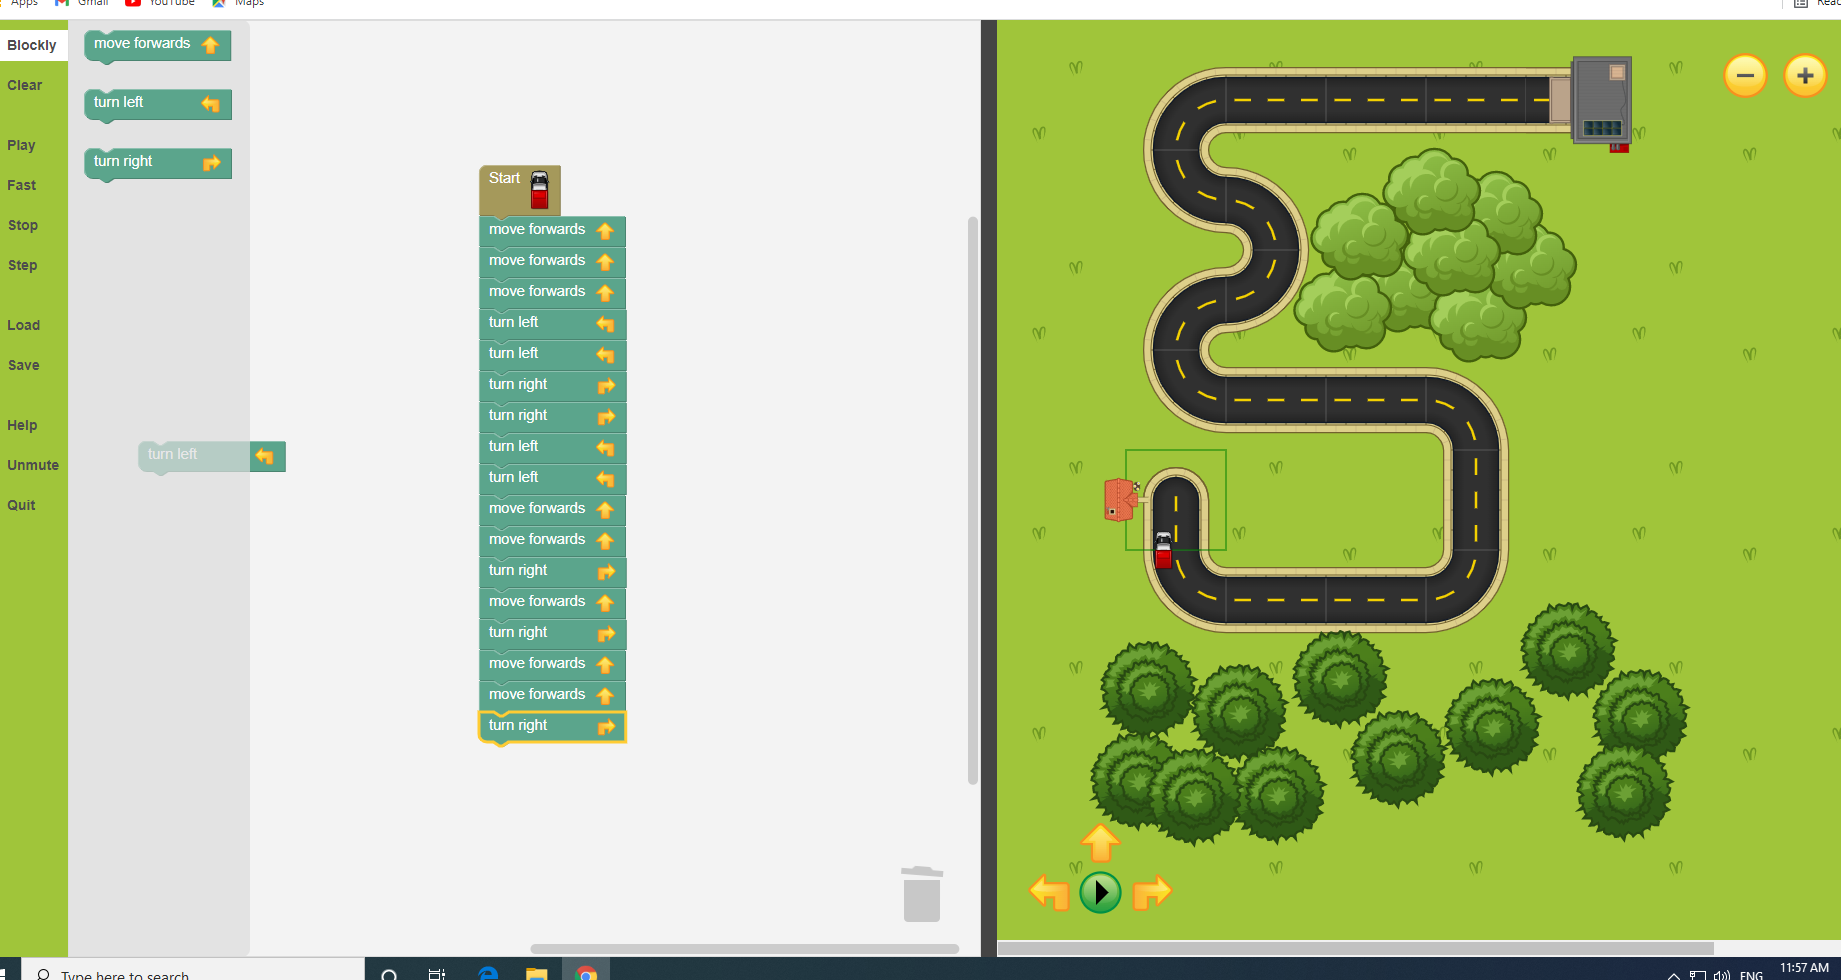 Apps Gmail YouTube Maps
Blockly
Clear
Play
Fast
Stop
Step
Load
Save
Help
Unmute
Quit
move forwards
turn left
turn right
turn left
Start
move forwards
move forwards
move forwards
turn left
turn left
turn right
turn right
turn left
turn left
move forwards
move forwards
turn right
move forwards
turn right
move forwards
move forwards
turn right
Type here to search
ENG
11:57 AM